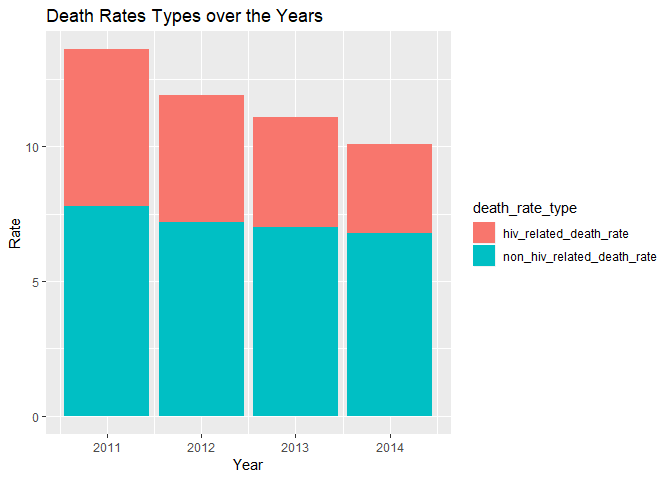 Death Rates Types over the Years
Rate
10
5
0
2011 2012 2013 2014
Year
death_rate_type
hiv_related_death_rate
non_hiv_related_death_rate